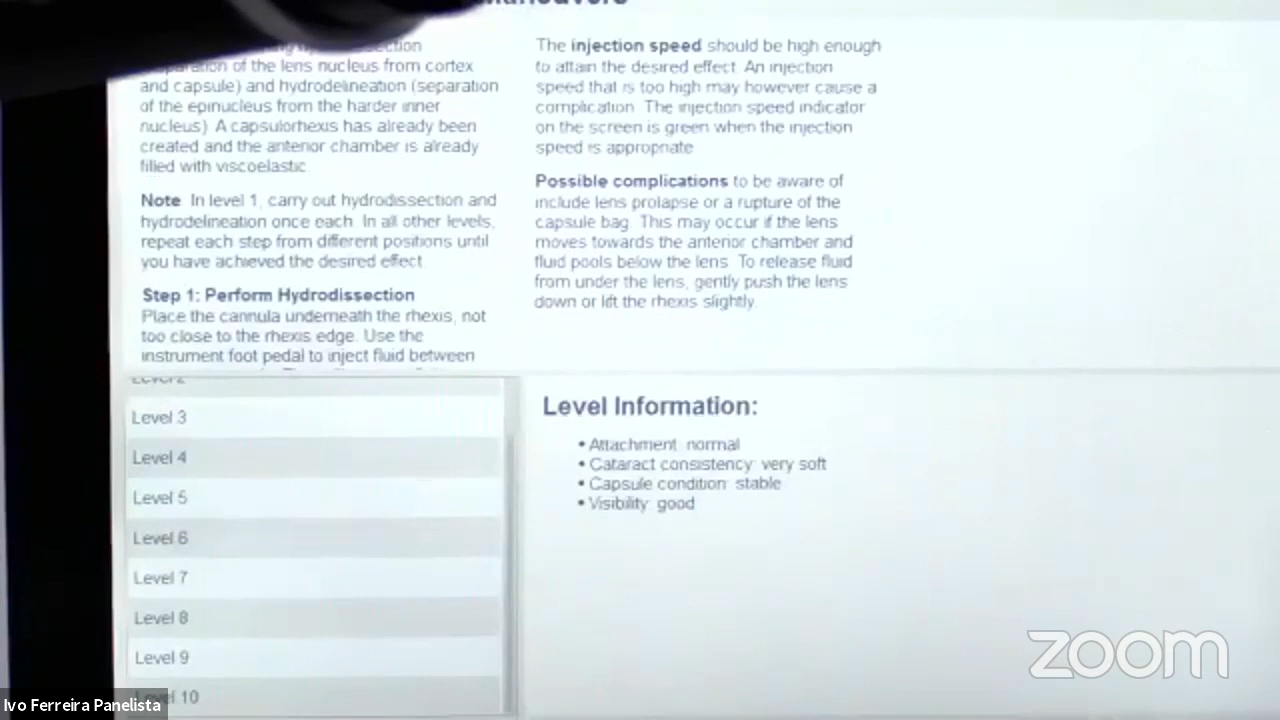 of the lens nucleus from cortex
and capsule) and hydrodelineation (separation
of the epinucleus from the harder inner
nucleus) A capsulorhexis has already been
created and the anterior chamber is already
filled with viscoelastic
Note In level 1, carry out hydrodissection and
hydrodelineation once each. In all other levels,
repeat each step from different positions until
you have achieved the desired effect
Step 1: Perform Hydrodissection
Place the cannula underneath the rhexis, not
too close to the rhexis edge. Use the
instrument foot pedal to inject fluid between
The injection speed should be high enough
to attain the desired effect. An injection
speed that is too high may however cause a
complication. The injection speed indicator
on the screen is green when the injection
speed is appropriate
Possible complications to be aware of
include lens prolapse or a rupture of the
capsule bag. This may occur if the lens
moves towards the anterior chamber and
fluid pools below the lens. To release fluid
from under the lens, gently push the lens
down or lift the rhexis slightly.
Level 2
Level 3
Level 4
Level 5
Level 6
Level 7
Level 8
Level 9
Level 10
Level Information:
• Attachment: normal
• Cataract consistency: very soft
• Capsule condition: stable
• Visibility: good
zoom
Ivo Ferreira Panelista